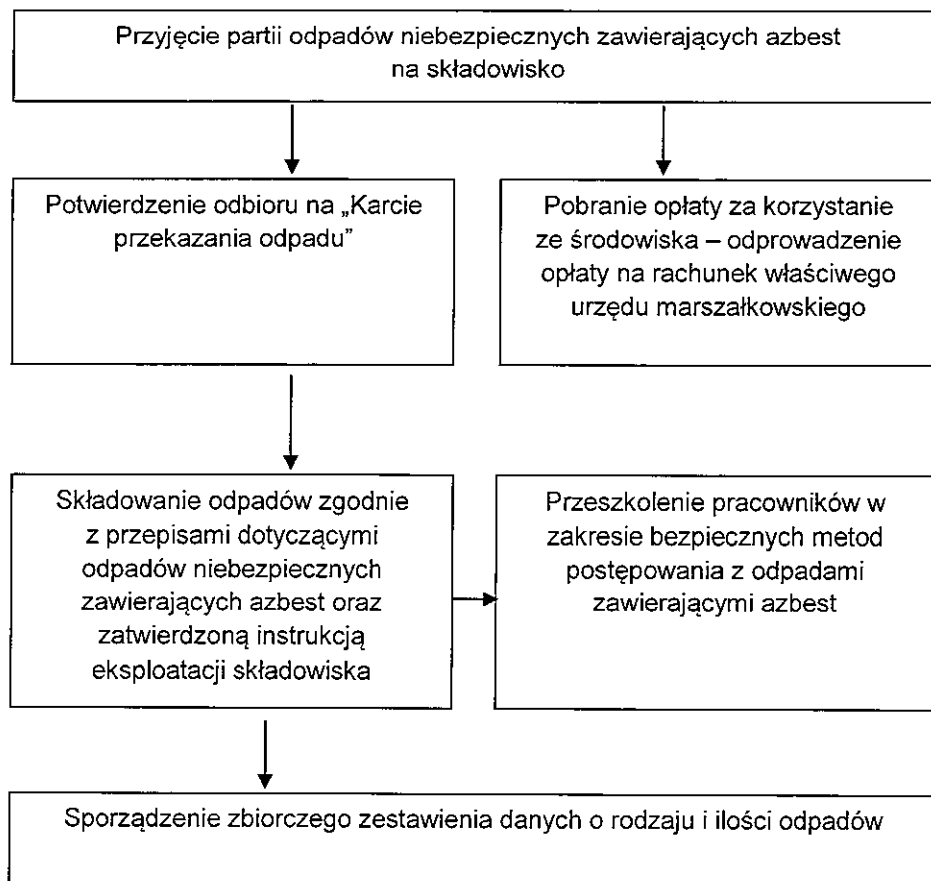 Przyjęcie partii odpadów niebezpiecznych zawierających azbest
na składowisko
Potwierdzenie odbioru na „Karcie
przekazania odpadu”
Pobranie opłaty za korzystanie
ze środowiska – odprowadzenie
opłaty na rachunek właściwego
urzędu marszałkowskiego
Składowanie odpadów zgodnie
z przepisami dotyczącymi
odpadów niebezpiecznych
zawierających azbest oraz
zatwierdzoną instrukcją
eksploatacji składowiska
Przeszkolenie pracowników w
zakresie bezpiecznych metod
postępowania z odpadami
zawierającymi azbest
Sporządzenie zbiorczego zestawienia danych o rodzaju i ilości odpadów